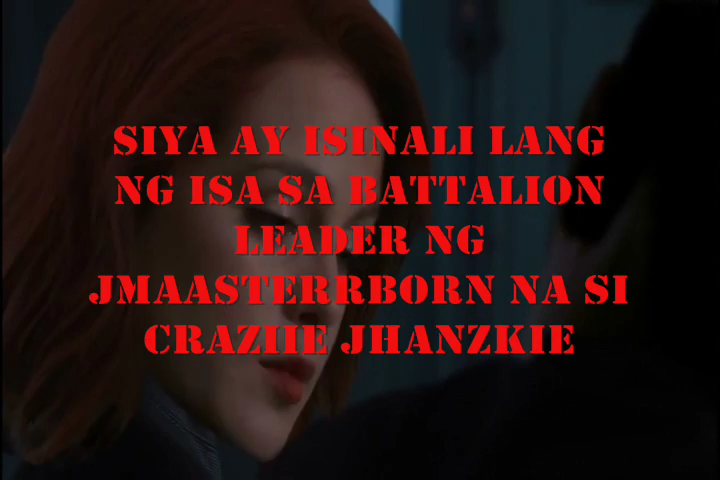 SIYA AY ISINALI LANG
NG ISA SA BATTALION
LEADER NG
JMAASTERRBORN NA SI
CRAZIIE JHANZKIE